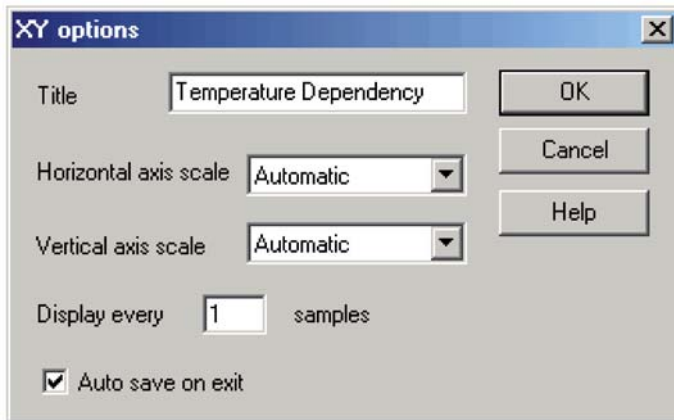 XY options
Title
Temperature Dependency
OK
Cancel
Horizontal axis scale
Automatic
Help
Vertical axis scale
Automatic
Display every 1 samples
Auto save on exit